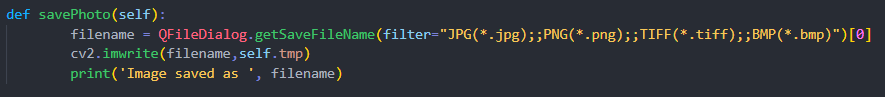 def savePhoto(self):
filename = QFileDialog.getSaveFileName(filter="JPG(*.jpg);;PNG(*.png);;TIFF(*.tiff);;BMP(*.bmp)")[0]
cv2.imwrite(filename,self.tmp)
print('Image saved as ', filename)